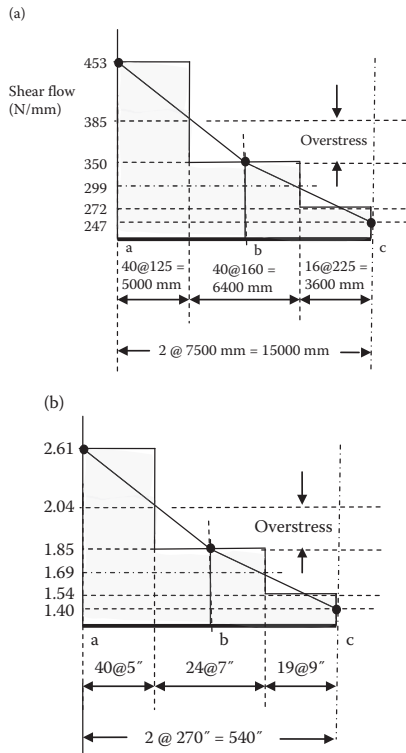 (a)
453
Shear flow
(N/mm)
385
Overstress
350
299
272
247
a
b
c
40@125 =
5000 mm
40@160 =
6400 mm
16@225 =
3600 mm
2 @ 7500 mm = 15000 mm
(b)
2.61
2.04
Overstress
1.85
1.69
1.54
1.40
a
b
c
40@5″
24@7″
19@9″
2 @ 270″ = 540″